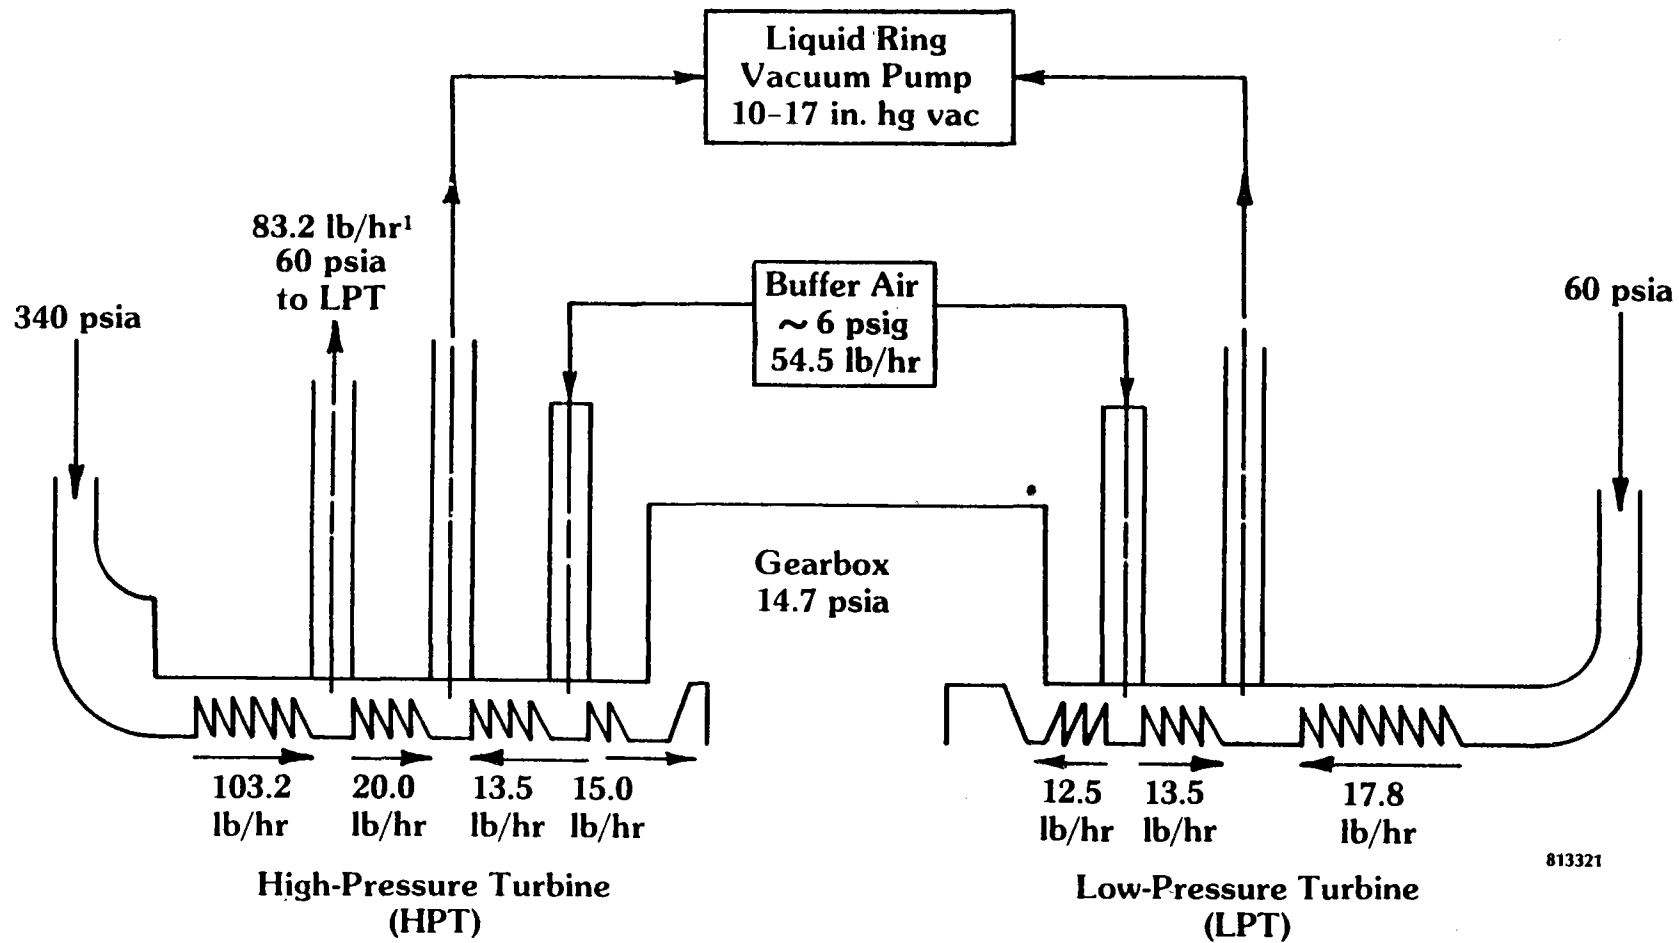 Liquid Ring
Vacuum Pump
10-17 in. hg vac
83.2 lb/hr¹
60 psia
to LPT
Buffer Air
~ 6 psig
54.5 lb/hr
340 psia
60 psia
Gearbox
14.7 psia
103.2
lb/hr
20.0
lb/hr
13.5
lb/hr
15.0
lb/hr
12.5
lb/hr
13.5
lb/hr
17.8
lb/hr
813321
High-Pressure Turbine
(HPT)
Low-Pressure Turbine
(LPT)